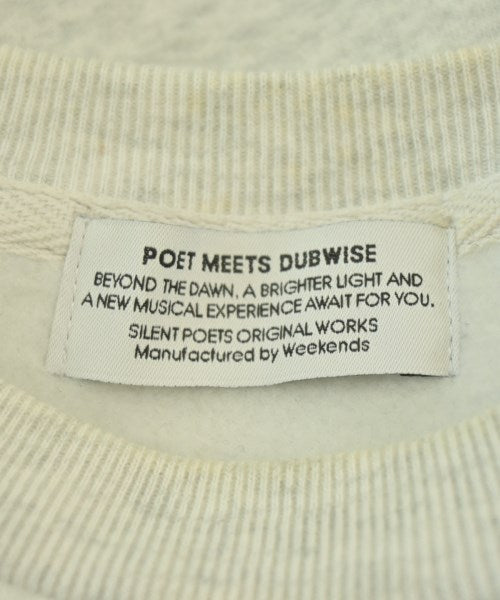 POET MEETS DUBWISE
BEYOND THE DAWN, A BRIGHTER LIGHT AND
A NEW MUSICAL EXPERIENCE AWAIT FOR YOU.
SILENT POETS ORIGINAL WORKS
Manufactured by Weekends